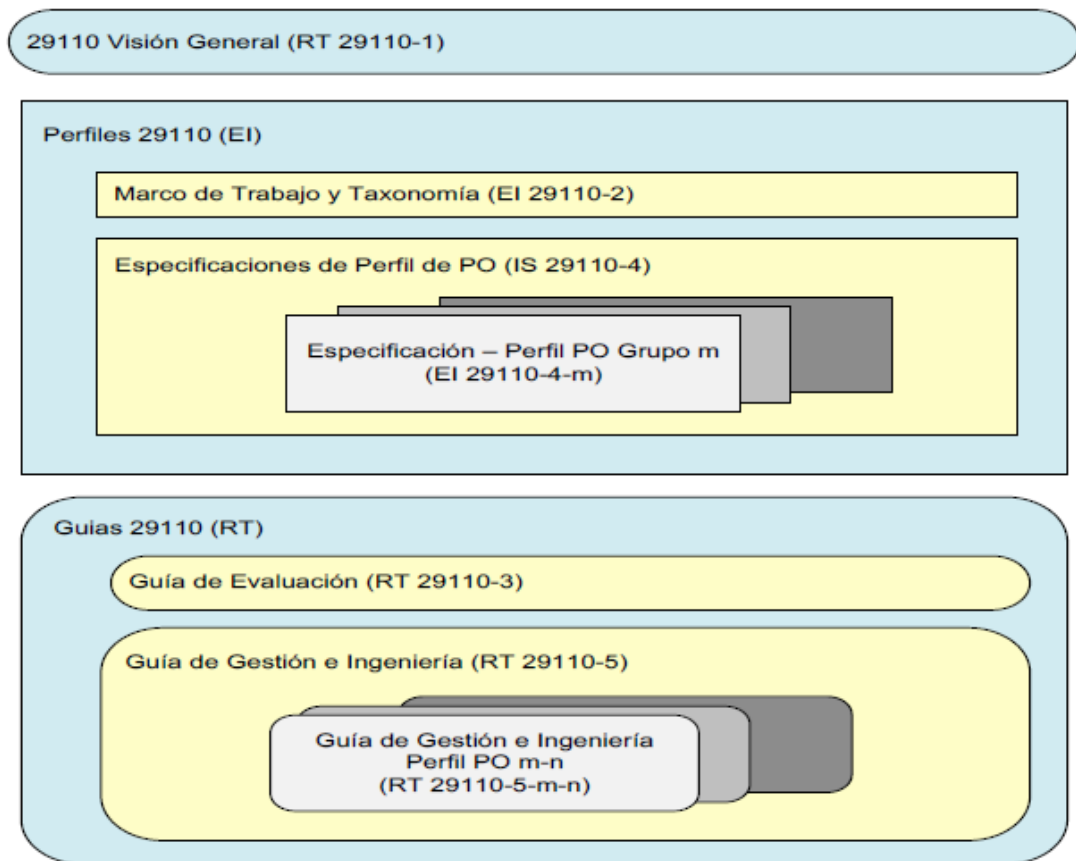 29110 Visión General (RT 29110-1)
Perfiles 29110 (EI)
Marco de Trabajo y Taxonomía (EI 29110-2)
Especificaciones de Perfil de PO (IS 29110-4)
Especificación – Perfil PO Grupo m
(EI 29110-4-m)
Guias 29110 (RT)
Guía de Evaluación (RT 29110-3)
Guía de Gestión e Ingeniería (RT 29110-5)
Guía de Gestión e Ingeniería
Perfil PO m-n
(RT 29110-5-m-n)